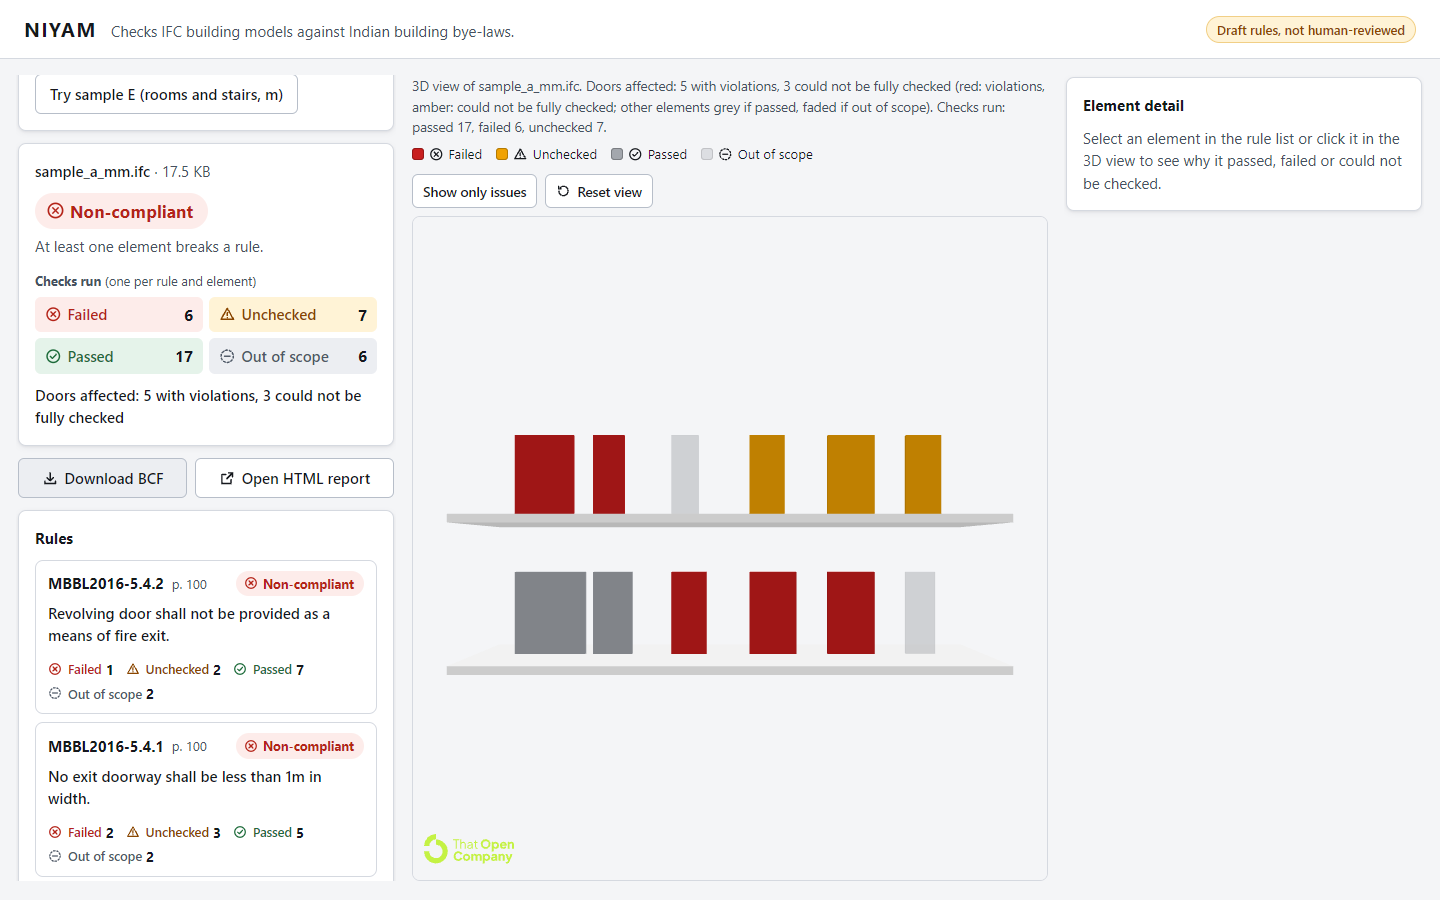 NIYAM
Checks IFC building models against Indian building bye-laws.
Draft rules, not human-reviewed
Try sample E (rooms and stairs, m)
sample_a_mm.ifc · 17.5 KB
Non-compliant
At least one element breaks a rule.
Checks run (one per rule and element)
Failed 6
Unchecked 7
Passed 17
Out of scope 6
Doors affected: 5 with violations, 3 could not be
fully checked
Download BCF
Open HTML report
Rules
MBBL2016-5.4.2 p. 100 Non-compliant
Revolving door shall not be provided as a
means of fire exit.
Failed 1 Unchecked 2 Passed 7
Out of scope 2
MBBL2016-5.4.1 p. 100 Non-compliant
No exit doorway shall be less than 1m in
width.
Failed 2 Unchecked 3 Passed 5
Out of scope 2
3D view of sample_a_mm.ifc. Doors affected: 5 with violations, 3 could not be fully checked (red: violations,
amber: could not be fully checked; other elements grey if passed, faded if out of scope). Checks run:
passed 17, failed 6, unchecked 7.
Failed Unchecked Passed Out of scope
Show only issues
Reset view
That Open
Company
Element detail
Select an element in the rule list or click it in the
3D view to see why it passed, failed or could not
be checked.